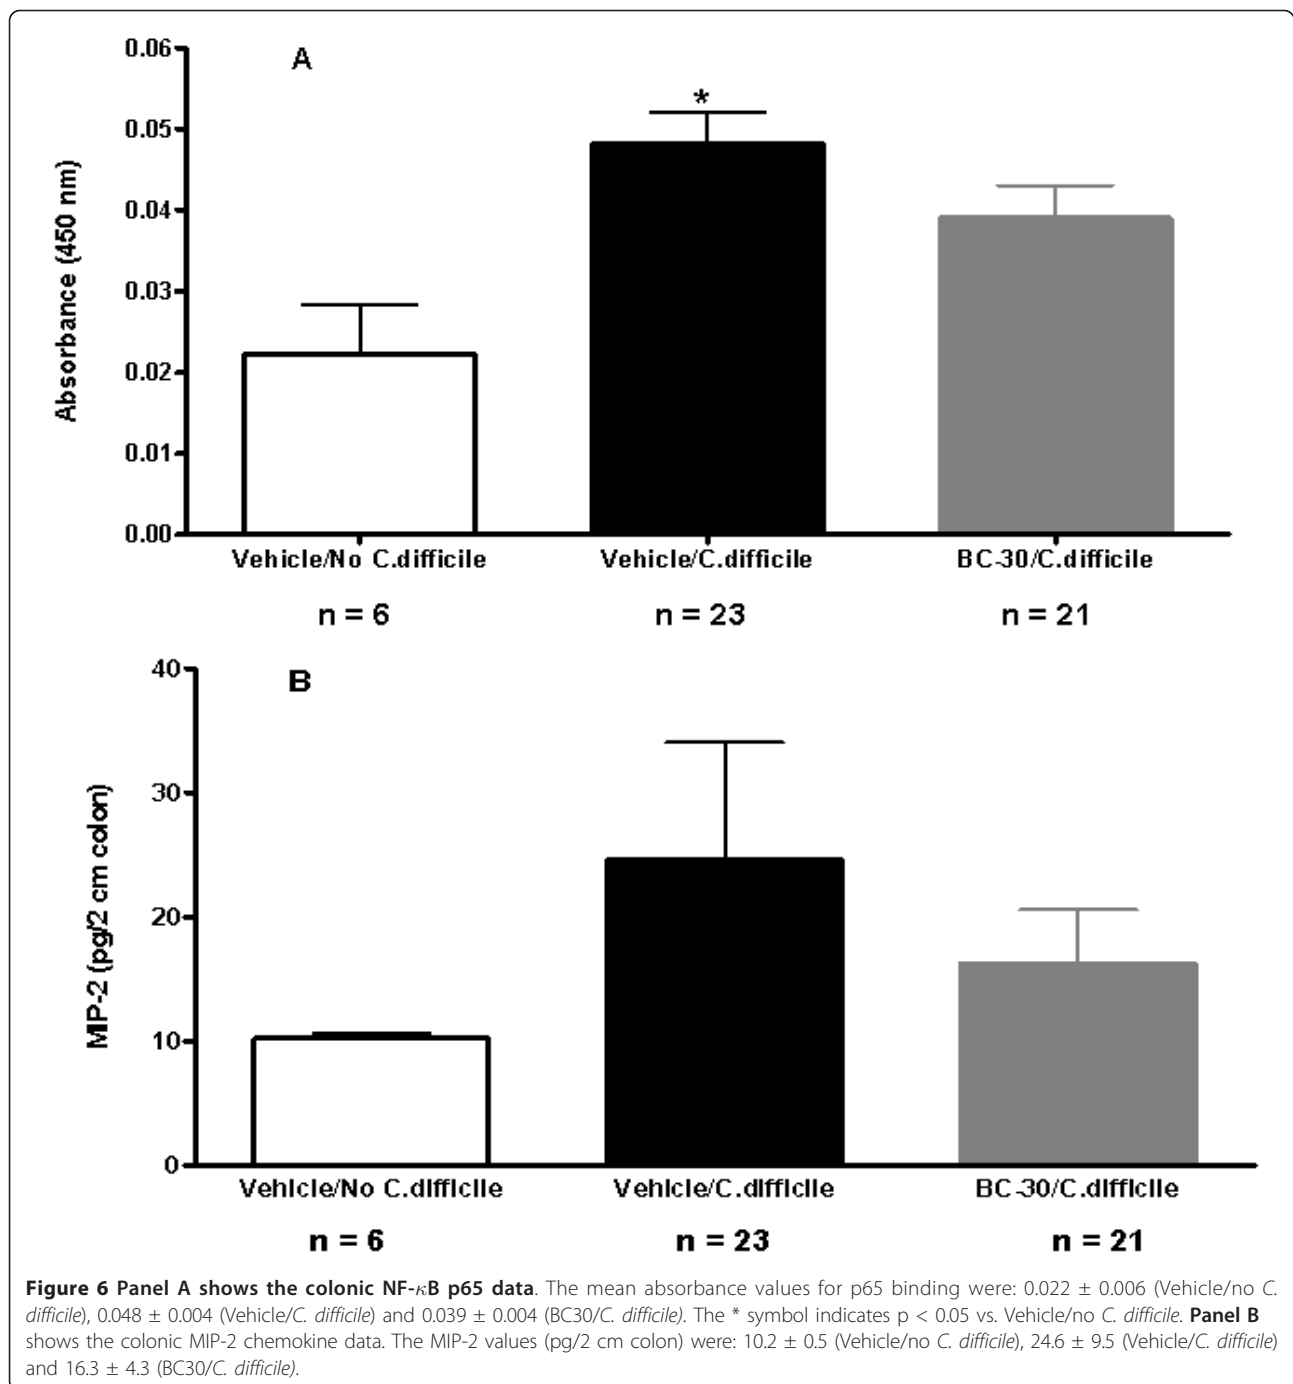 A
0.06
0.05
0.04
0.03
0.02
0.01
0.00
Absorbance (450 nm)
*
Vehicle/No C.difficile
Vehicle/C.difficile
BC-30/C.difficile
n = 6
n = 23
n = 21
B
40
30
20
10
0
MIP-2 (pg/2 cm colon)
Vehicle/No C.difficile
Vehicle/C.difficile
BC-30/C.difficile
n = 6
n = 23
n = 21
Figure 6 Panel A shows the colonic NF-κB p65 data. The mean absorbance values for p65 binding were: 0.022 ± 0.006 (Vehicle/no C.
difficile), 0.048 ± 0.004 (Vehicle/C. difficile) and 0.039 ± 0.004 (BC30/C. difficile). The * symbol indicates p < 0.05 vs. Vehicle/no C. difficile. Panel B
shows the colonic MIP-2 chemokine data. The MIP-2 values (pg/2 cm colon) were: 10.2 ± 0.5 (Vehicle/no C. difficile), 24.6 ± 9.5 (Vehicle/C. difficile)
and 16.3 ± 4.3 (BC30/C. difficile).